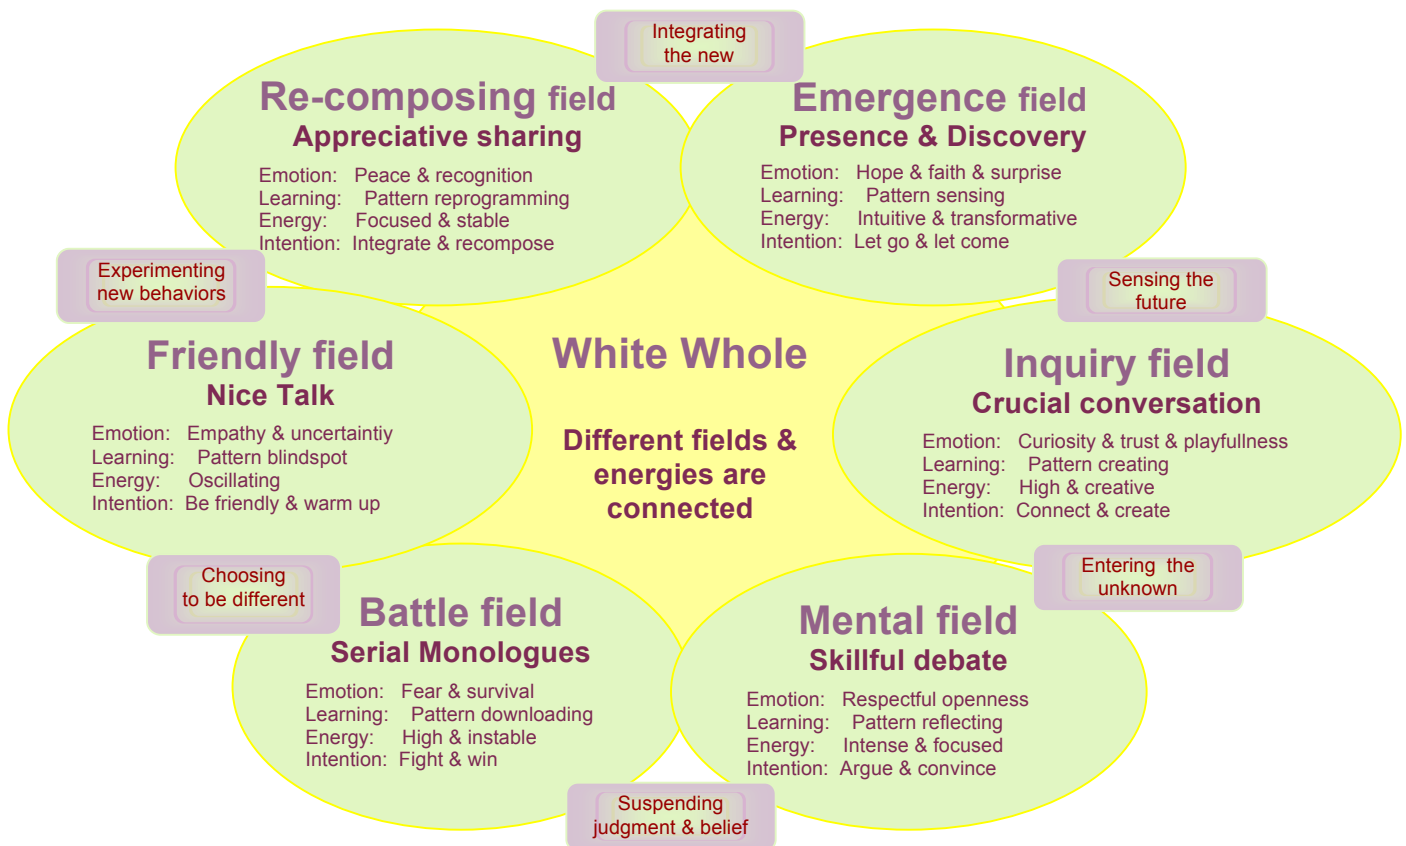 Integrating
the new
Re-composing field
Appreciative sharing
Emotion: Peace & recognition
Learning: Pattern reprogramming
Energy: Focused & stable
Intention: Integrate & recompose
Emergence field
Presence & Discovery
Emotion: Hope & faith & surprise
Learning: Pattern sensing
Energy: Intuitive & transformative
Intention: Let go & let come
Experimenting
new behaviors
Sensing the
future
Friendly field
Nice Talk
Emotion: Empathy & uncertaintiy
Learning: Pattern blindspot
Energy: Oscillating
Intention: Be friendly & warm up
White Whole
Different fields &
energies are
connected
Inquiry field
Crucial conversation
Emotion: Curiosity & trust & playfullness
Learning: Pattern creating
Energy: High & creative
Intention: Connect & create
Choosing
to be different
Entering the
unknown
Battle field
Serial Monologues
Emotion: Fear & survival
Learning: Pattern downloading
Energy: High & instable
Intention: Fight & win
Mental field
Skillful debate
Emotion: Respectful openness
Learning: Pattern reflecting
Energy: Intense & focused
Intention: Argue & convince
Suspending
judgment & belief